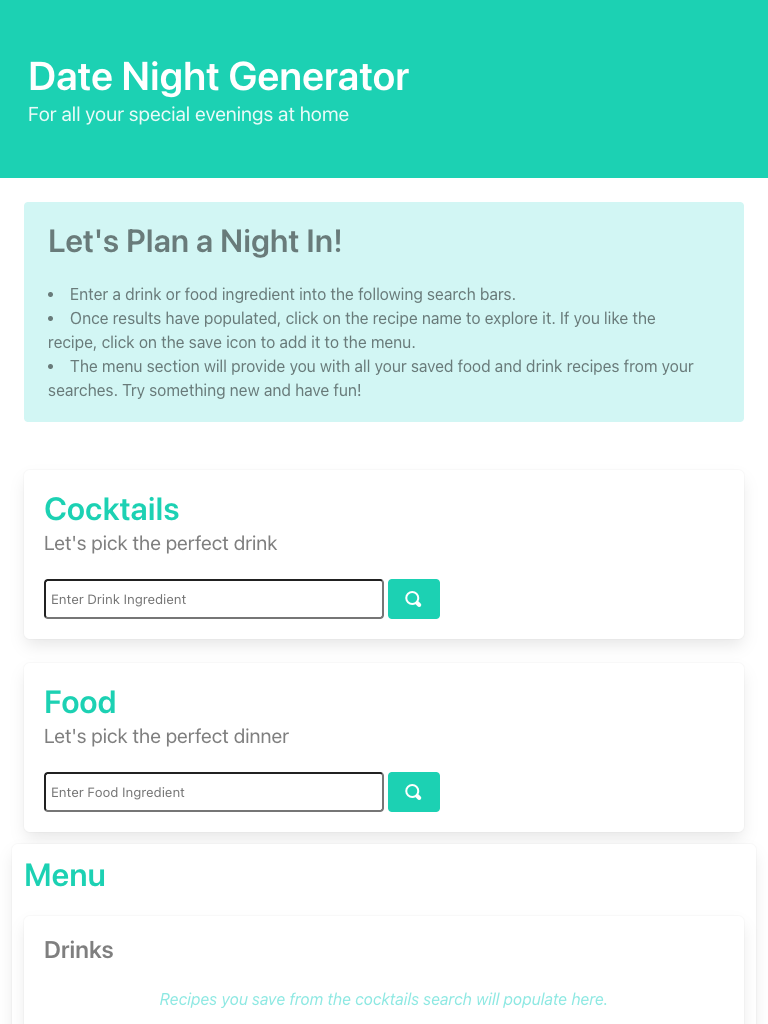 Date Night Generator
For all your special evenings at home
Let's Plan a Night In!
• Enter a drink or food ingredient into the following search bars.
• Once results have populated, click on the recipe name to explore it. If you like the
recipe, click on the save icon to add it to the menu.
• The menu section will provide you with all your saved food and drink recipes from your
searches. Try something new and have fun!
Cocktails
Let's pick the perfect drink
Enter Drink Ingredient
Food
Let's pick the perfect dinner
Enter Food Ingredient
Menu
Drinks
Recipes you save from the cocktails search will populate here.